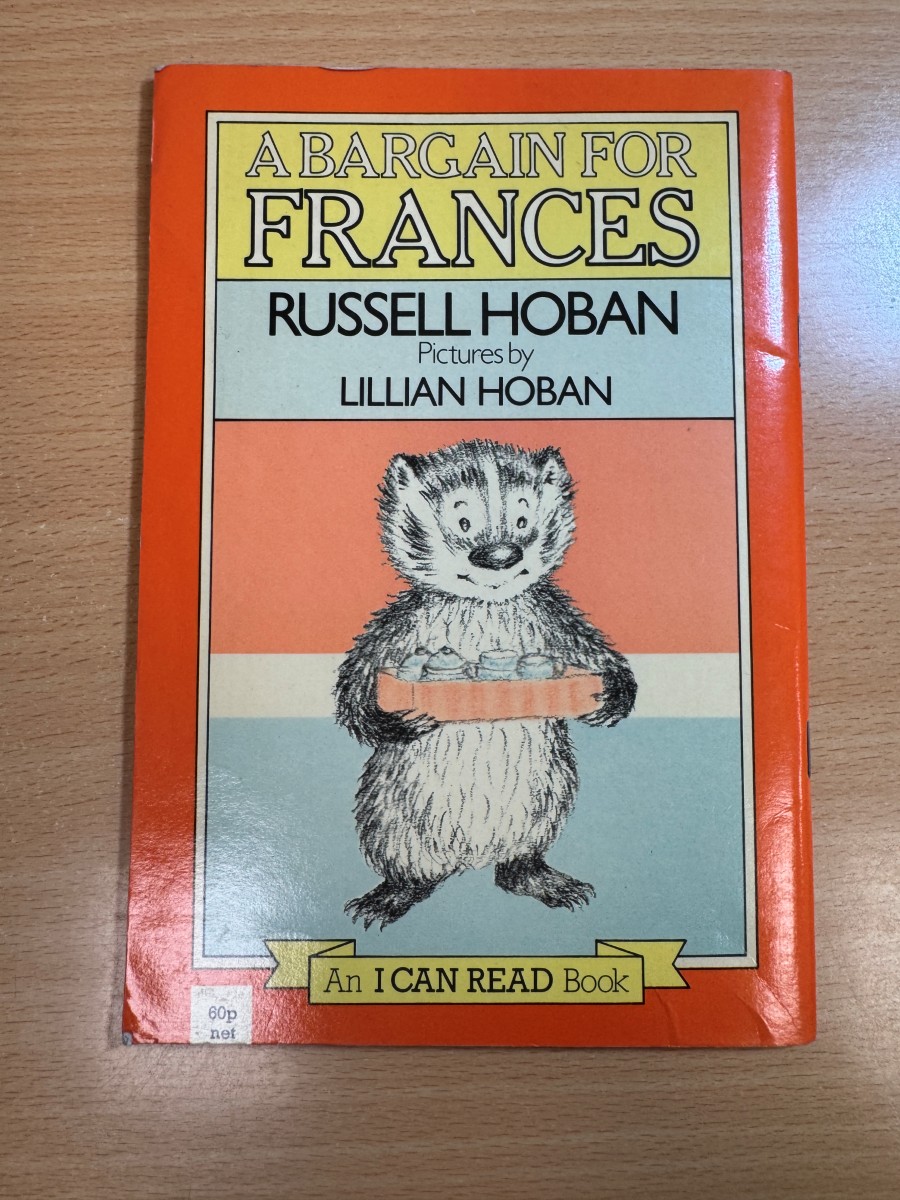 A BARGAIN FOR
FRANCES
RUSSELL HOBAN
Pictures by
LILLIAN HOBAN
An I CAN READ Book
60p
net